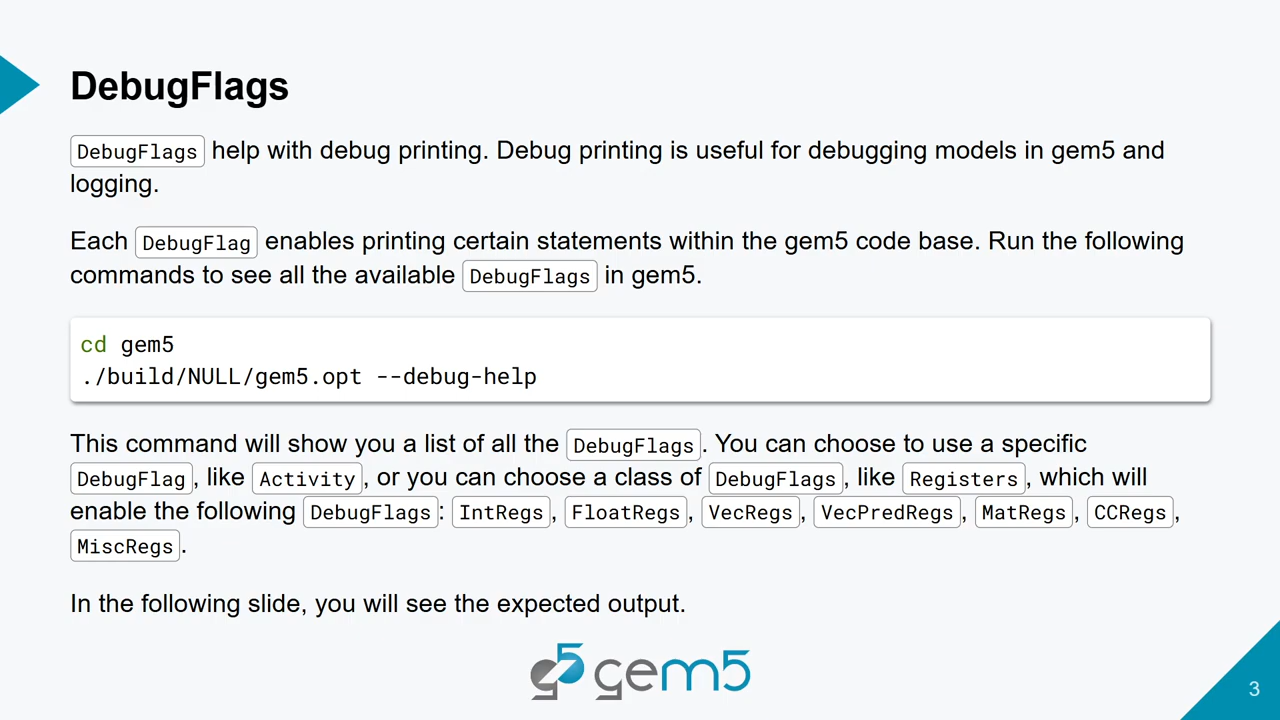 DebugFlags
DebugFlags help with debug printing. Debug printing is useful for debugging models in gem5 and
logging.
Each DebugFlag enables printing certain statements within the gem5 code base. Run the following
commands to see all the available DebugFlags in gem5.
cd gem5
./build/NULL/gem5.opt --debug-help
This command will show you a list of all the DebugFlags. You can choose to use a specific
DebugFlag, like Activity, or you can choose a class of DebugFlags, like Registers, which will
enable the following DebugFlags: IntRegs, FloatRegs, VecRegs, VecPredRegs, MatRegs, CCRegs,
MiscRegs.
In the following slide, you will see the expected output.
g5 gem5
3